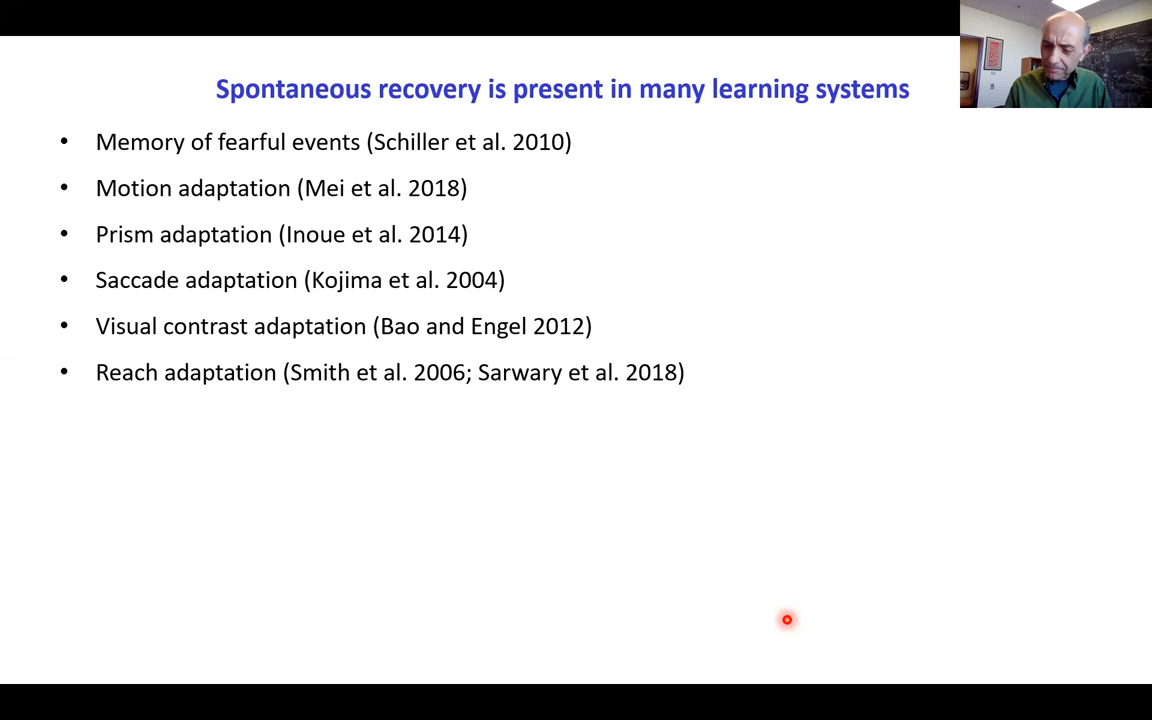 Spontaneous recovery is present in many learning systems
• Memory of fearful events (Schiller et al. 2010)
• Motion adaptation (Mei et al. 2018)
• Prism adaptation (Inoue et al. 2014)
• Saccade adaptation (Kojima et al. 2004)
• Visual contrast adaptation (Bao and Engel 2012)
• Reach adaptation (Smith et al. 2006; Sarwary et al. 2018)